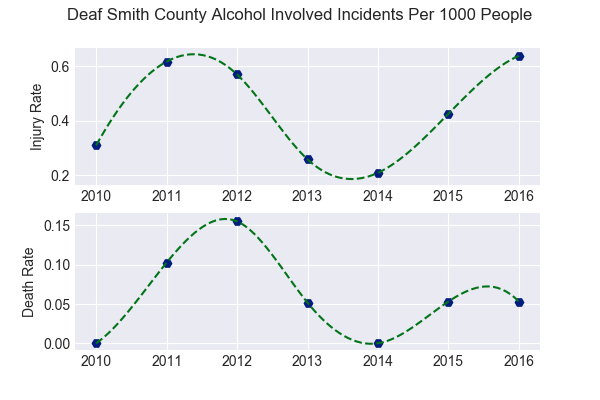 Deaf Smith County Alcohol Involved Incidents Per 1000 People
0.6
0.4
0.2
Injury Rate
2010 2011 2012 2013 2014 2015 2016
0.15
0.10
0.05
0.00
Death Rate
2010 2011 2012 2013 2014 2015 2016